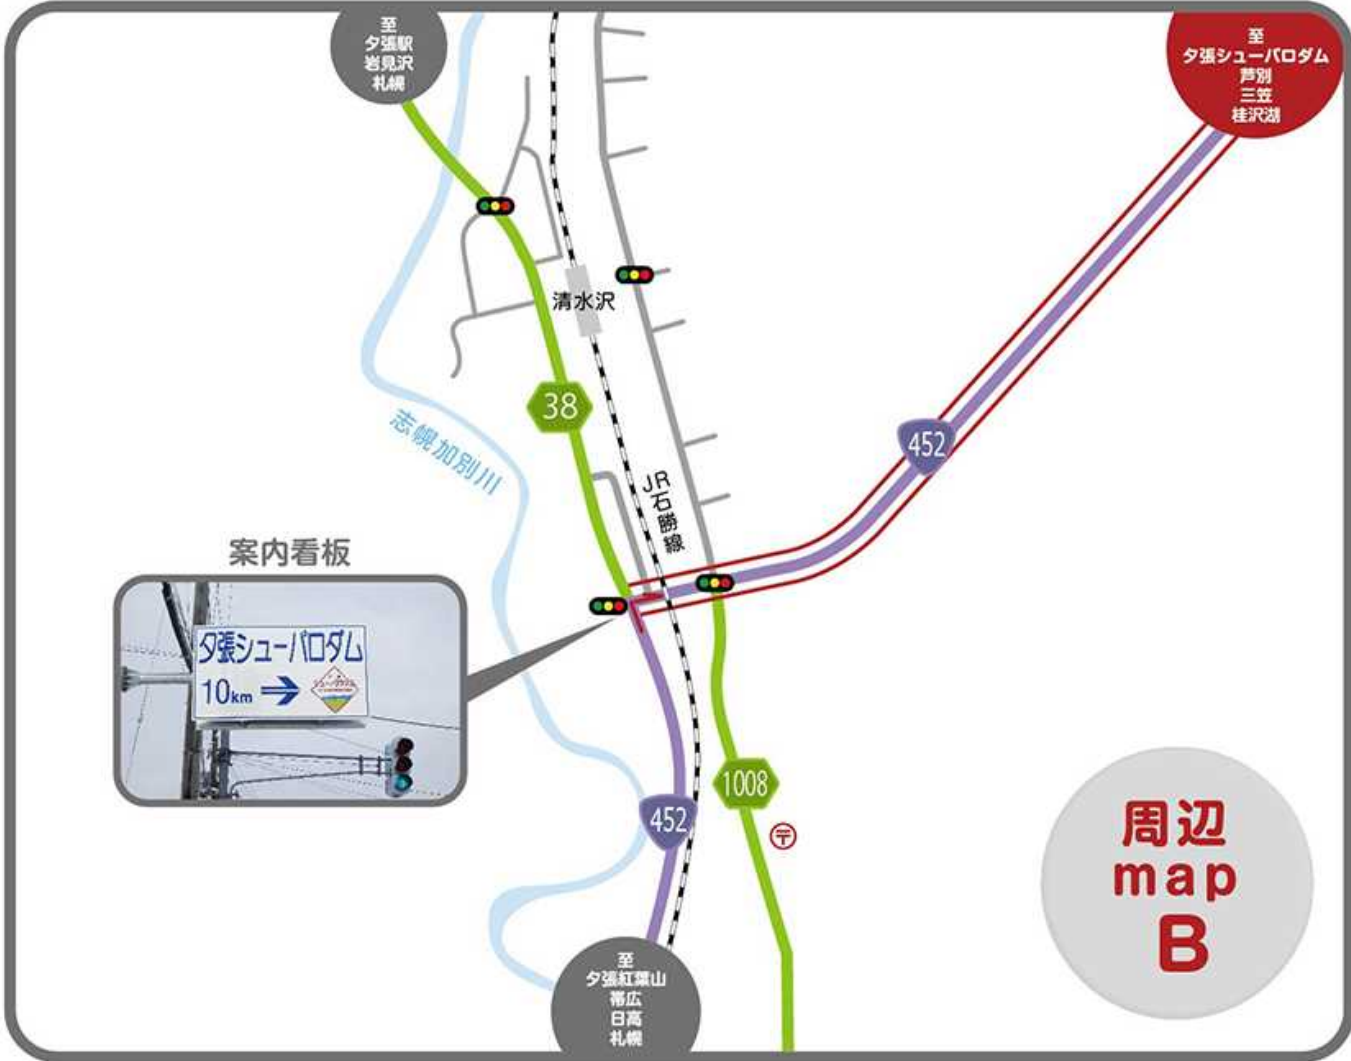 至
夕張駅
岩見沢
札幌
至
夕張シューパロダム
芦別
三笠
桂沢湖
清水沢
38
志幌加別川
452
JR石勝線
案内看板
夕張シューパロダム
10km
1008
452
〒
周辺
map
B
至
夕張紅葉山
帯広
日高
札幌